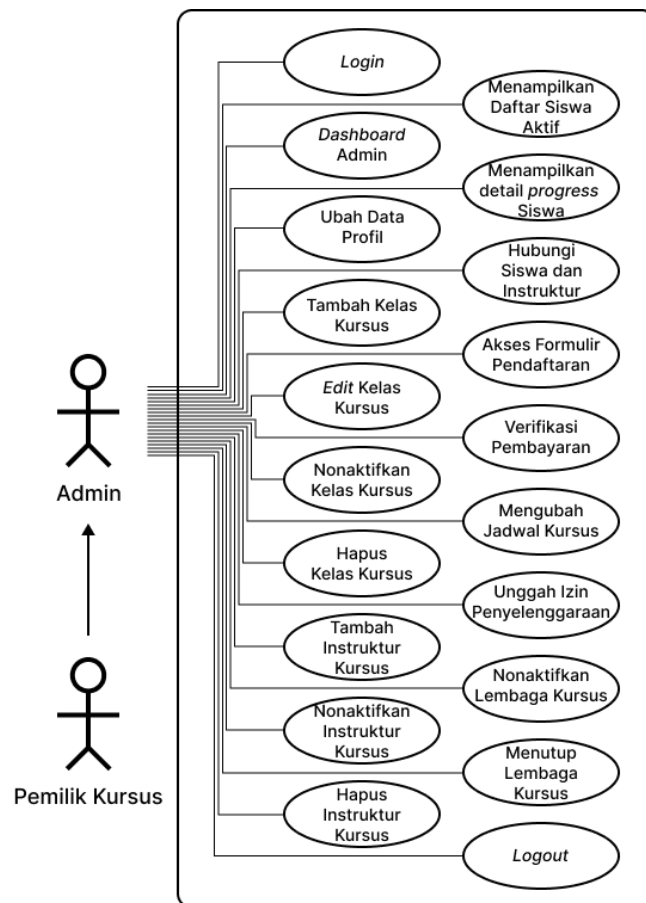 Login
Menampilkan
Daftar Siswa
Aktif
Dashboard
Admin
Menampilkan
detail progress
Siswa
Ubah Data
Profil
Hubungi
Siswa dan
Instruktur
Tambah Kelas
Kursus
Akses Formulir
Pendaftaran
Edit Kelas
Kursus
Verifikasi
Pembayaran
Nonaktifkan
Kelas Kursus
Mengubah
Jadwal Kursus
Hapus
Kelas Kursus
Unggah Izin
Penyelenggaraan
Tambah
Instruktur
Kursus
Nonaktifkan
Lembaga Kursus
Nonaktifkan
Instruktur
Kursus
Menutup
Lembaga
Kursus
Hapus
Instruktur
Kursus
Logout
Admin
Pemilik Kursus